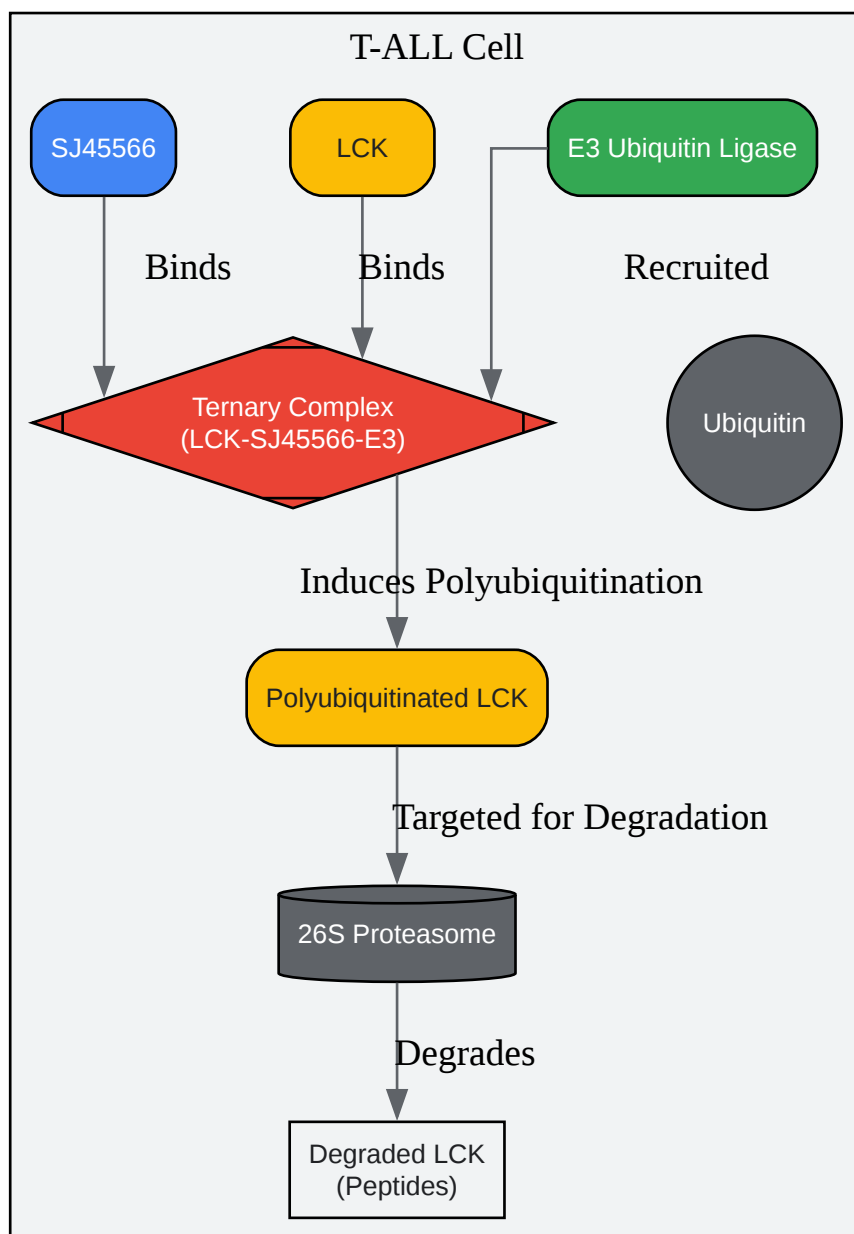 T-ALL Cell
SJ45566
LCK
E3 Ubiquitin Ligase
Binds
Binds
Recruited
Ternary Complex
(LCK-SJ45566-E3)
Ubiquitin
Induces Polyubiquitination
Polyubiquitinated LCK
Targeted for Degradation
26S Proteasome
Degrades
Degraded LCK
(Peptides)